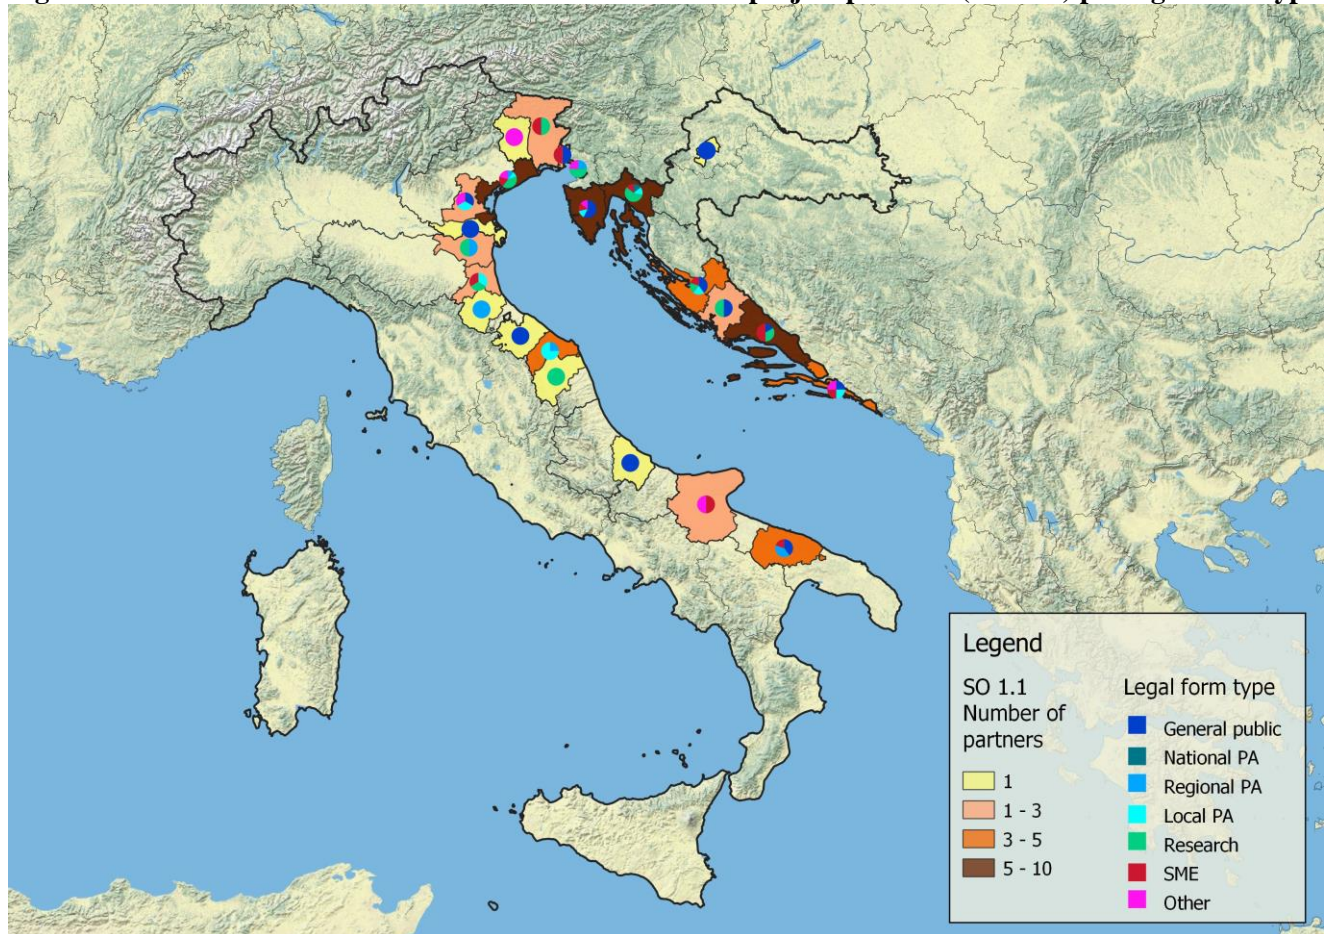 Legend
SO 1.1
Number of
partners
1
1 - 3
3 - 5
5 - 10
Legal form type
General public
National PA
Regional PA
Local PA
Research
SME
Other